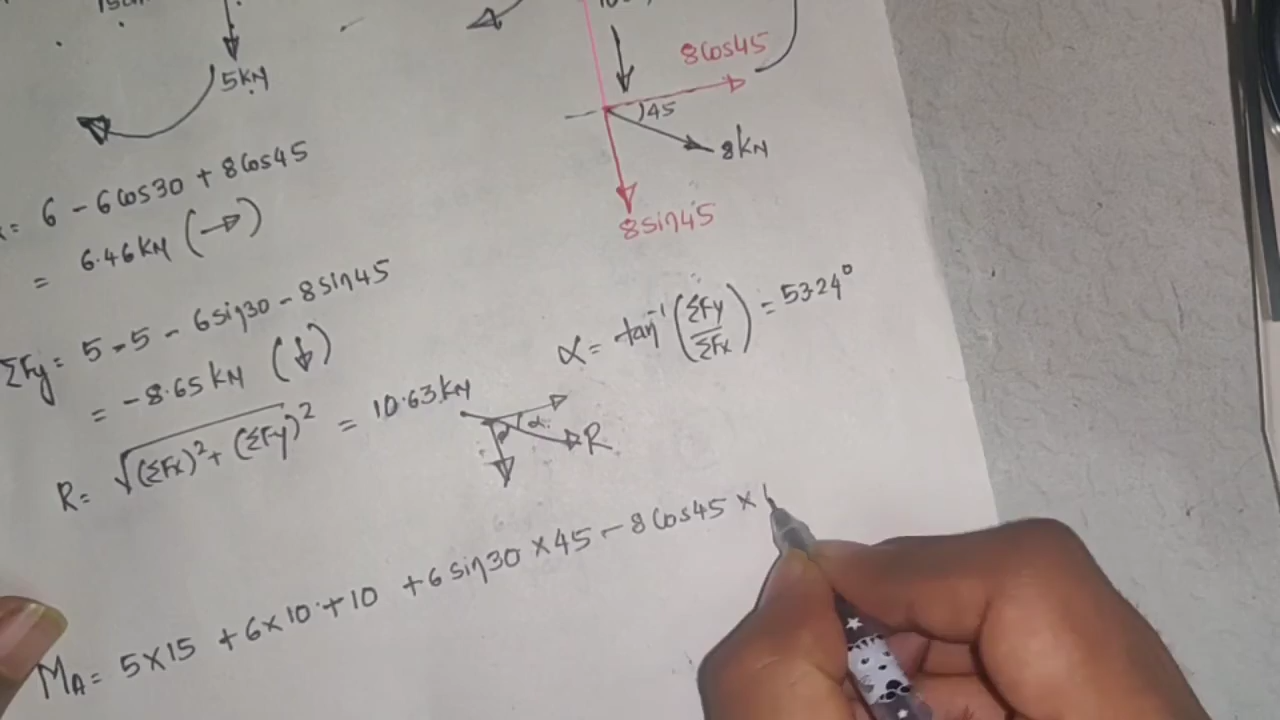 5KN
8Cos45
45
8KN
8sin45
= 6 - 6Cos30 + 8Cos45
= 6.46KN (→)
ΣFy = 5 - 5 - 6sin30 - 8sin45
= -8.65KN (↓)
α = tan⁻¹ (ΣFy/ΣFx) = 53.24°
R = √(ΣFx)² + (ΣFy)² = 10.63KN
α
R
MA = 5×15 + 6×10 + 10 + 6sin30×45 - 8Cos45×